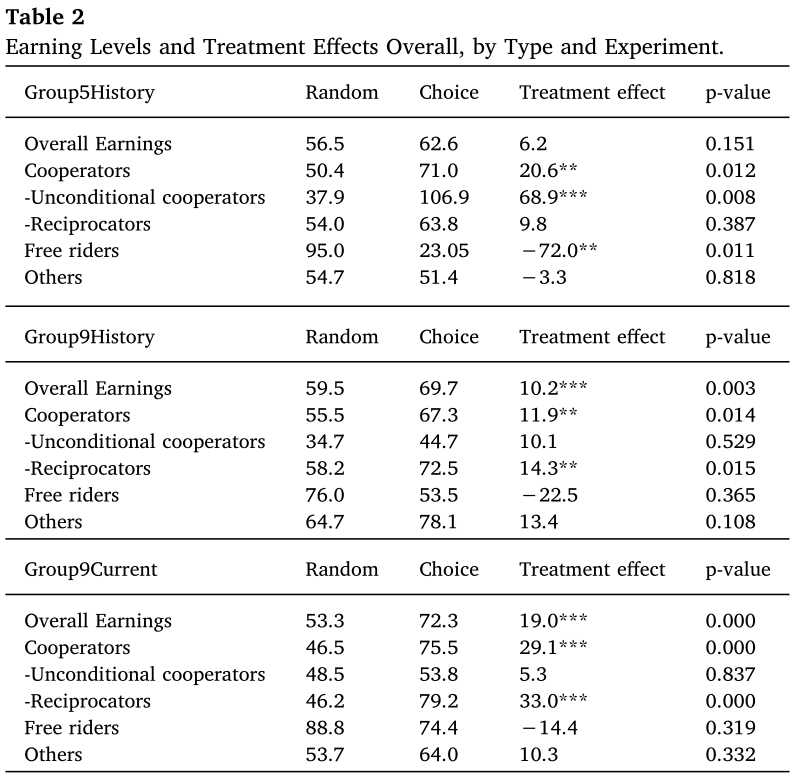 Table 2
Earning Levels and Treatment Effects Overall, by Type and Experiment.
Group5History Random Choice Treatment effect p-value
Overall Earnings 56.5 62.6 6.2 0.151
Cooperators 50.4 71.0 20.6** 0.012
-Unconditional cooperators 37.9 106.9 68.9*** 0.008
-Reciprocators 54.0 63.8 9.8 0.387
Free riders 95.0 23.05 −72.0** 0.011
Others 54.7 51.4 −3.3 0.818
Group9History Random Choice Treatment effect p-value
Overall Earnings 59.5 69.7 10.2*** 0.003
Cooperators 55.5 67.3 11.9** 0.014
-Unconditional cooperators 34.7 44.7 10.1 0.529
-Reciprocators 58.2 72.5 14.3** 0.015
Free riders 76.0 53.5 −22.5 0.365
Others 64.7 78.1 13.4 0.108
Group9Current Random Choice Treatment effect p-value
Overall Earnings 53.3 72.3 19.0*** 0.000
Cooperators 46.5 75.5 29.1*** 0.000
-Unconditional cooperators 48.5 53.8 5.3 0.837
-Reciprocators 46.2 79.2 33.0*** 0.000
Free riders 88.8 74.4 −14.4 0.319
Others 53.7 64.0 10.3 0.332